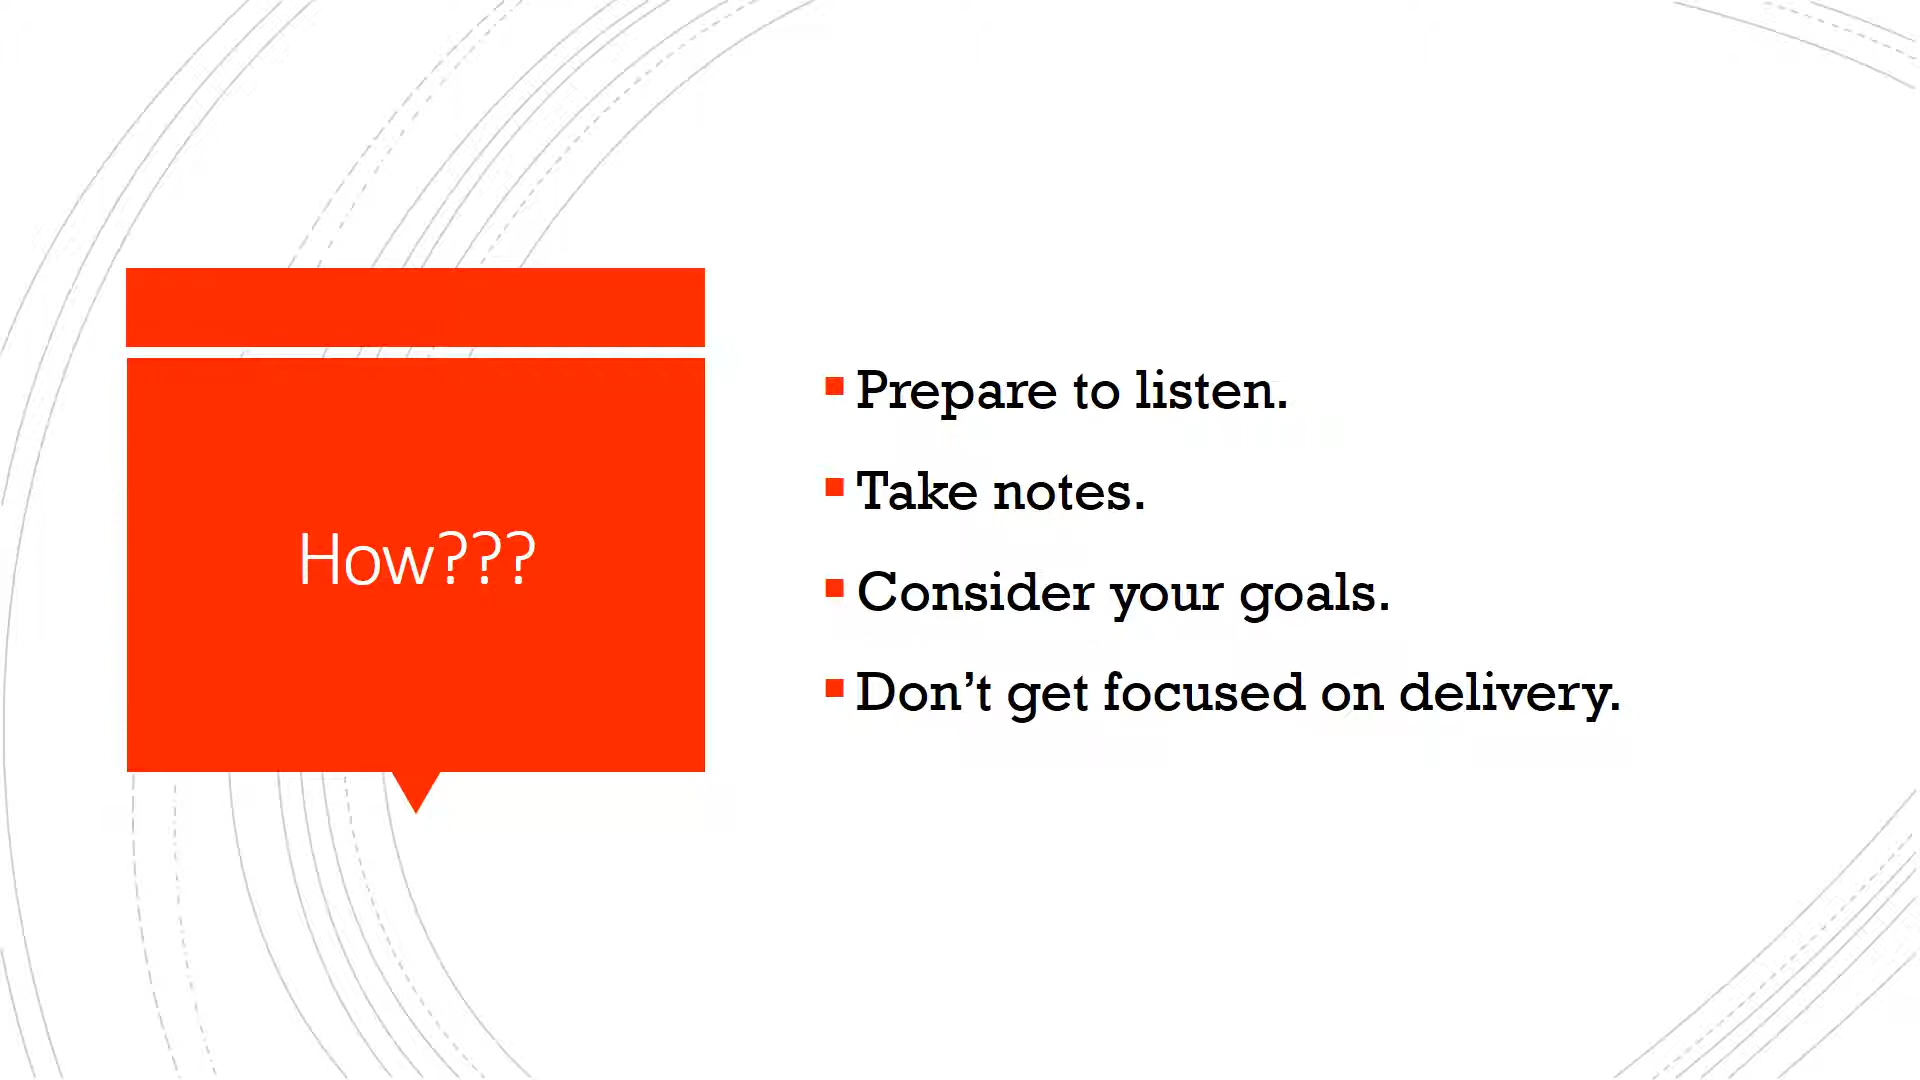 How???
Prepare to listen.
Take notes.
Consider your goals.
Don’t get focused on delivery.